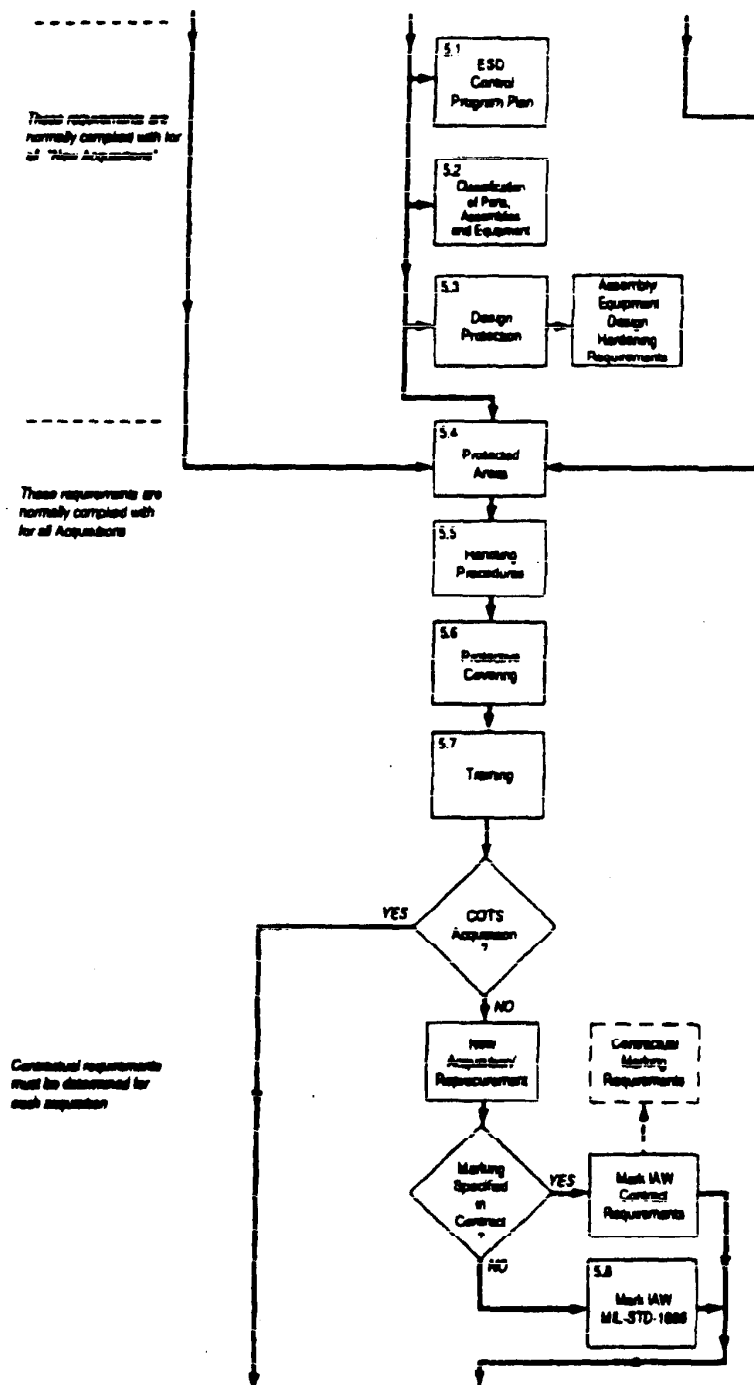 5.1
ESD
Control
Program Plan
These requirements are
normally complied with for
all "New Acquisitions"
5.2
Classification
of Parts,
Assemblies
and Equipment
5.3
Design
Protection
Assembly/
Equipment
Design
Hardening
Requirements
5.4
Protected
Areas
These requirements are
normally complied with
for all Acquisitions
5.5
Handling
Procedures
5.6
Protective
Covering
5.7
Training
YES
COTS
Acquisition
?
NO
New
Acquisition/
Reprocurement
Contractual
Marking
Requirements
Contractual requirements
must be determined for
each acquisition
Marking
Specified
in
Contract
?
YES
Mark IAW
Contract
Requirements
NO
5.8
Mark IAW
MIL-STD-1686